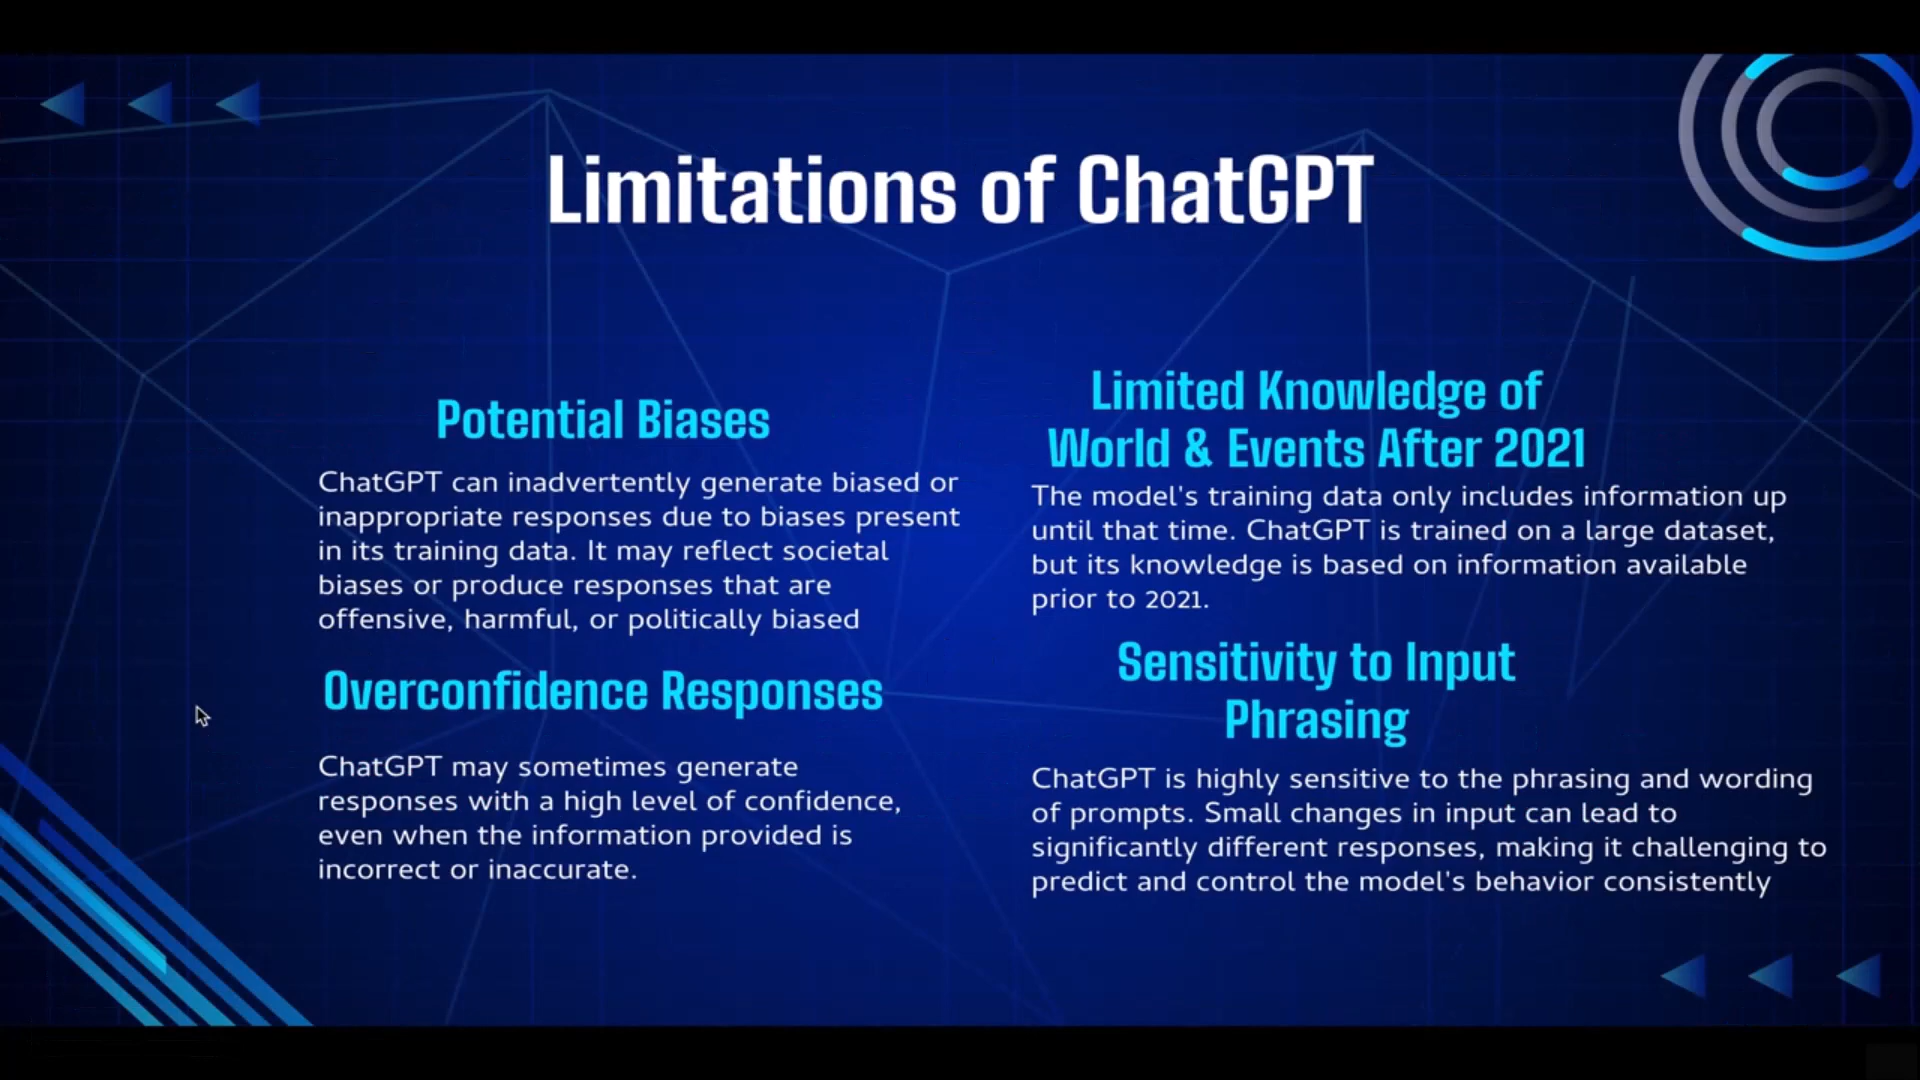 Limitations of ChatGPT
Potential Biases
ChatGPT can inadvertently generate biased or
inappropriate responses due to biases present
in its training data. It may reflect societal
biases or produce responses that are
offensive, harmful, or politically biased
Overconfidence Responses
ChatGPT may sometimes generate
responses with a high level of confidence,
even when the information provided is
incorrect or inaccurate.
Limited Knowledge of
World & Events After 2021
The model's training data only includes information up
until that time. ChatGPT is trained on a large dataset,
but its knowledge is based on information available
prior to 2021.
Sensitivity to Input
Phrasing
ChatGPT is highly sensitive to the phrasing and wording
of prompts. Small changes in input can lead to
significantly different responses, making it challenging to
predict and control the model's behavior consistently